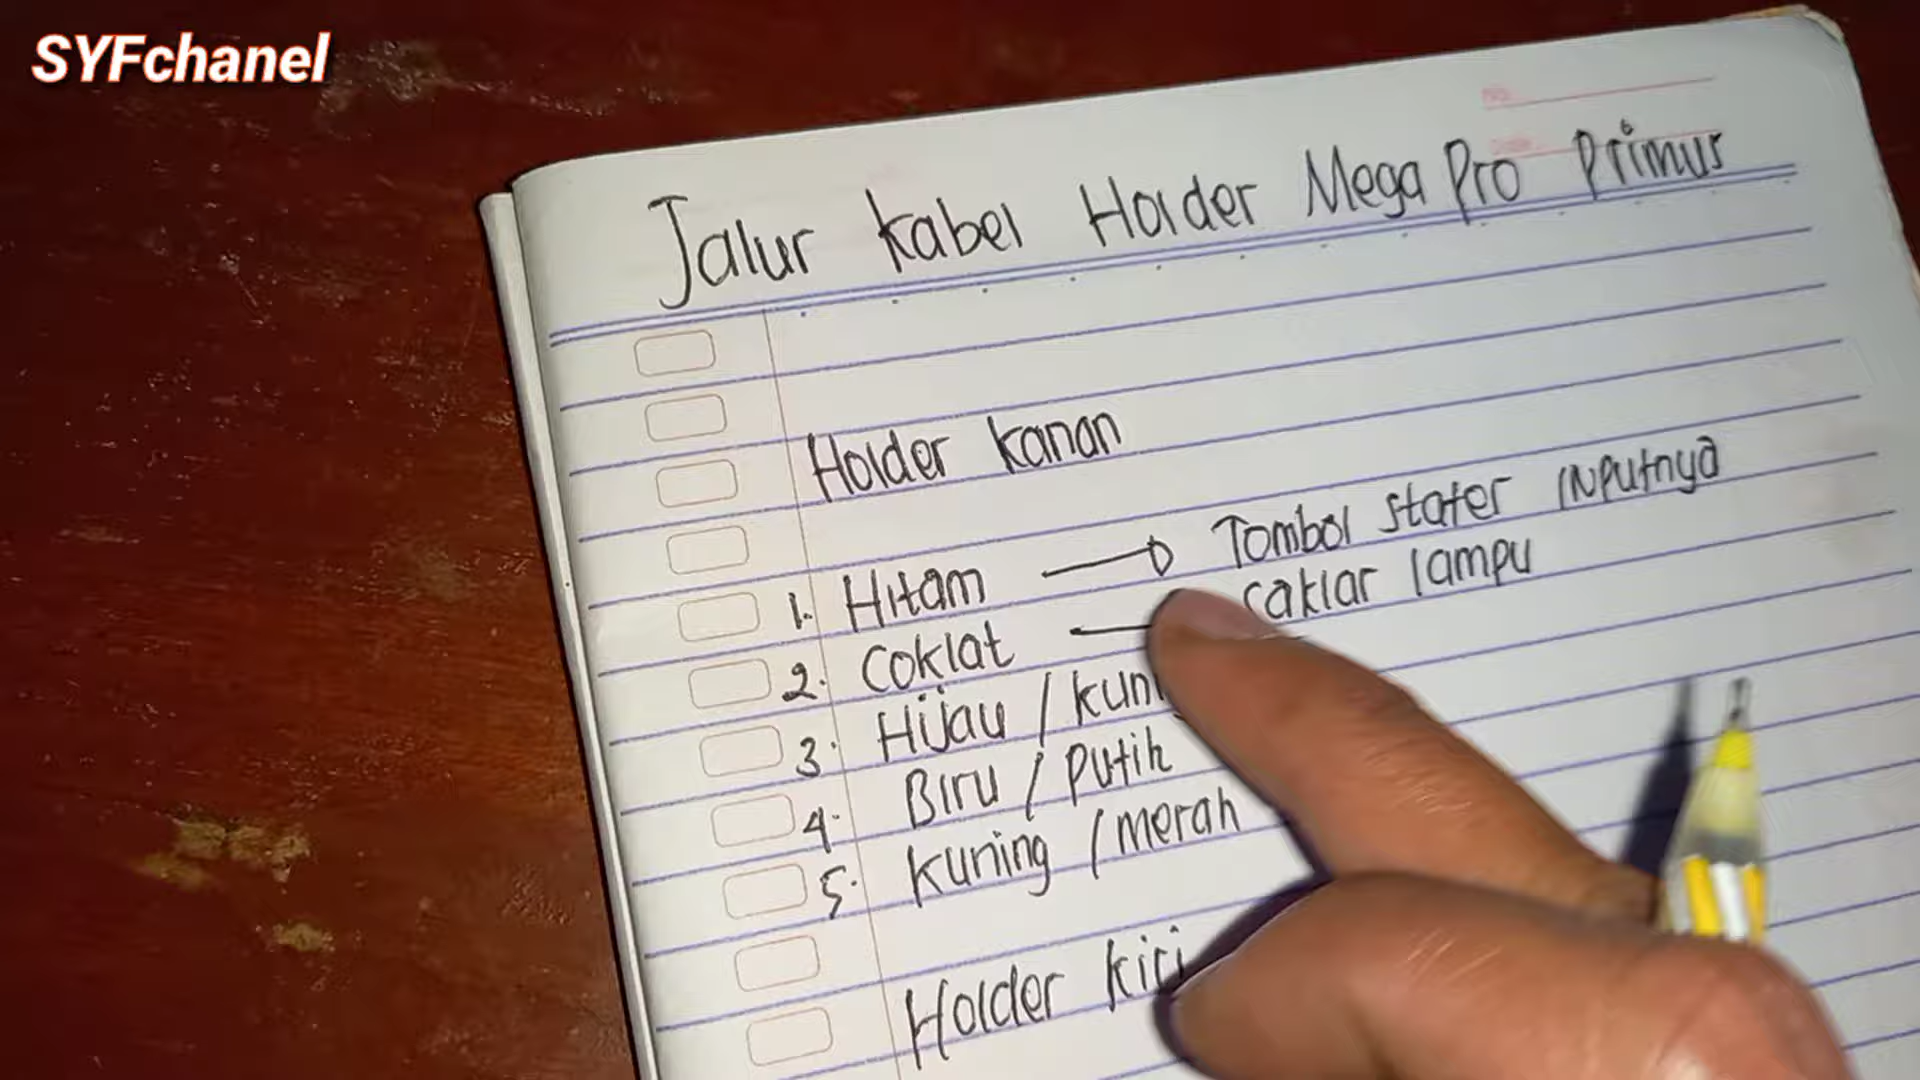 SYFchanel
NO.
Jalur Kabel Holder Mega Pro Primus
Holder Kanan
1. Hitam Tombol stater inputnya
2. Coklat saklar lampu
3. Hijau /
4. Biru / Putih
5. Kuning / merah
Holder kiri